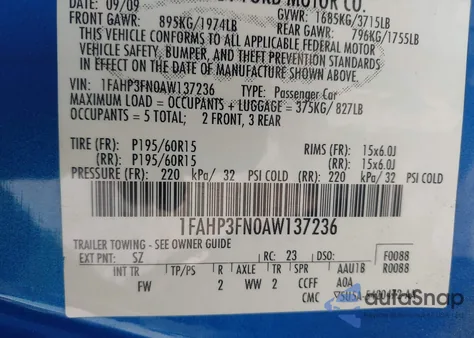 DATE: 09/09 FORD MOTOR CO.
FRONT GAWR: 895KG/1974LB GVWR: 1685KG/3715LB
REAR GAWR: 796KG/1755LB
THIS VEHICLE CONFORMS TO ALL APPLICABLE FEDERAL MOTOR
VEHICLE SAFETY, BUMPER, AND THEFT PREVENTION STANDARDS
IN EFFECT ON THE DATE OF MANUFACTURE SHOWN ABOVE.
VIN: 1FAHP3FN0AW137236 TYPE: Passenger Car
MAXIMUM LOAD = OCCUPANTS + LUGGAGE = 375KG/ 827LB
OCCUPANTS = 5 TOTAL; 2 FRONT, 3 REAR
TIRE (FR): P195/60R15 RIMS (FR): 15x6.0J
(RR): P195/60R15 (RR): 15x6.0J
PRESSURE (FR): 220 kPa/ 32 PSI COLD (RR): 220 kPa/ 32 PSI COLD
1FAHP3FN0AW137236
TRAILER TOWING - SEE OWNER GUIDE
EXT PNT: SZ RC: 23 DSO: F0088
INT TR TP/PS R AXLE TR SPR AAU1B R0088
FW 2 WW 2 CCFF A0A
CMC
autoSnap